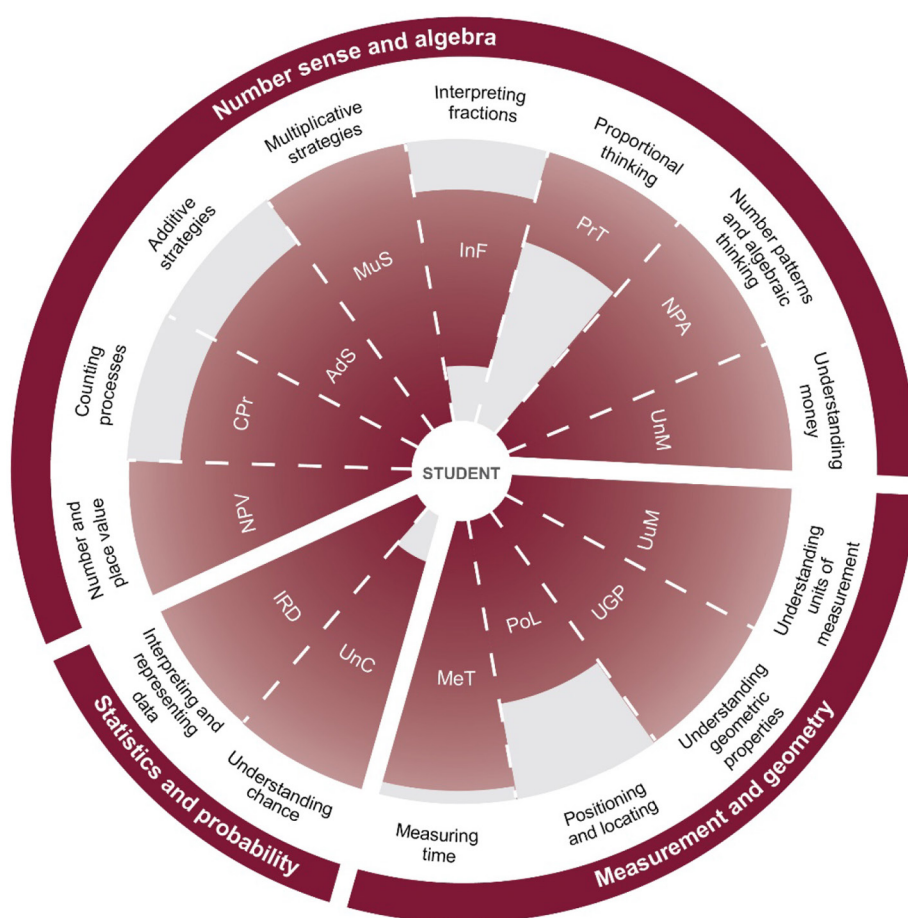 Number sense and algebra
Number and
place value
Counting
processes
Additive
strategies
Multiplicative
strategies
Interpreting
fractions
Proportional
thinking
Number patterns
and algebraic
thinking
Understanding
money
NPV
CPr
AdS
MuS
InF
PrT
NPA
UnM
STUDENT
UuM
UGP
PoL
MeT
UnC
IRD
Understanding
units of
measurement
Understanding
geometric
properties
Positioning
and locating
Measuring
time
Measurement and geometry
Understanding
chance
Interpreting and
representing
data
Statistics and probability